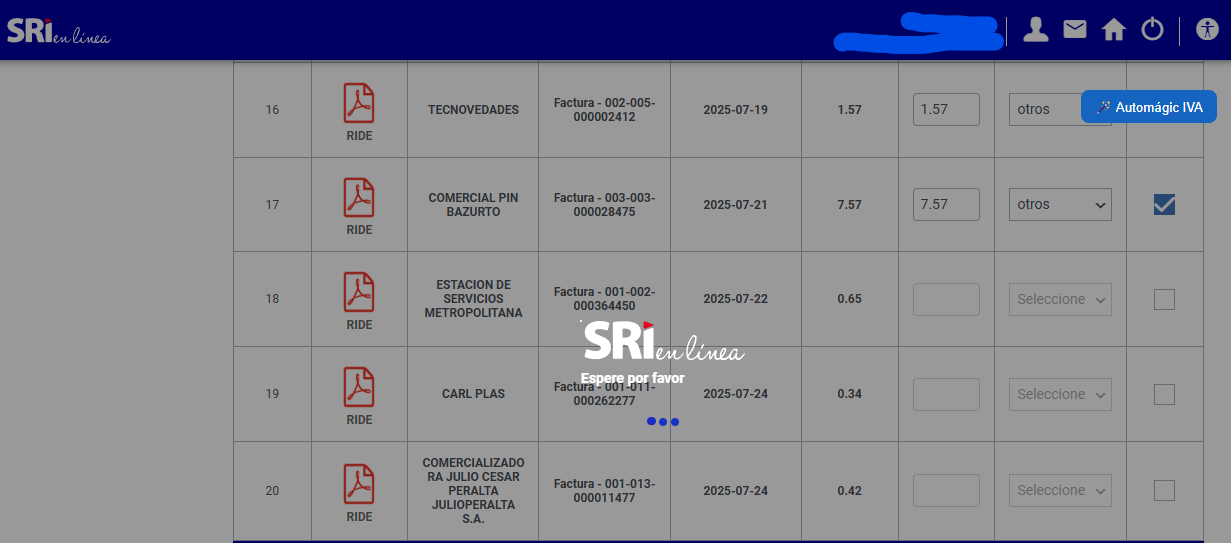 SRi en línea
16
RIDE
TECNOVEDADES
Factura - 002-005-
000002412
2025-07-19
1.57
1.57
otros
Automágic IVA
17
RIDE
COMERCIAL PIN
BAZURTO
Factura - 003-003-
000028475
2025-07-21
7.57
7.57
otros
18
RIDE
ESTACION DE
SERVICIOS
METROPOLITANA
Factura - 001-002-
000364450
2025-07-22
0.65
Seleccione
SRi en línea
Espere por favor
19
RIDE
CARL PLAS
Factura - 001-011-
000262277
2025-07-24
0.34
Seleccione
20
RIDE
COMERCIALIZADO
RA JULIO CESAR
PERALTA
JULIOPERALTA
S.A.
Factura - 001-013-
000011477
2025-07-24
0.42
Seleccione